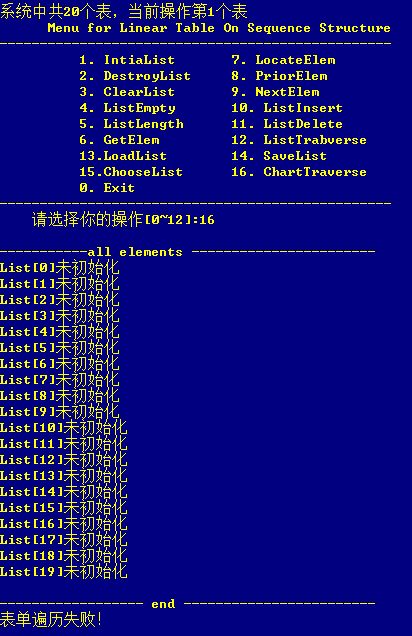 系统中共20个表，当前操作第1个表
Menu for Linear Table On Sequence Structure
-------------------------------------------------
1. IntiaList 7. LocateElem
2. DestroyList 8. PriorElem
3. ClearList 9. NextElem
4. ListEmpty 10. ListInsert
5. ListLength 11. ListDelete
6. GetElem 12. ListTrabverse
13.LoadList 14. SaveList
15.ChooseList 16. ChartTraverse
0. Exit
-------------------------------------------------
请选择你的操作[0~12]:16
-----------all elements -----------------------
List[0]未初始化
List[1]未初始化
List[2]未初始化
List[3]未初始化
List[4]未初始化
List[5]未初始化
List[6]未初始化
List[7]未初始化
List[8]未初始化
List[9]未初始化
List[10]未初始化
List[11]未初始化
List[12]未初始化
List[13]未初始化
List[14]未初始化
List[15]未初始化
List[16]未初始化
List[17]未初始化
List[18]未初始化
List[19]未初始化
------------------ end ------------------------
表单遍历失败!